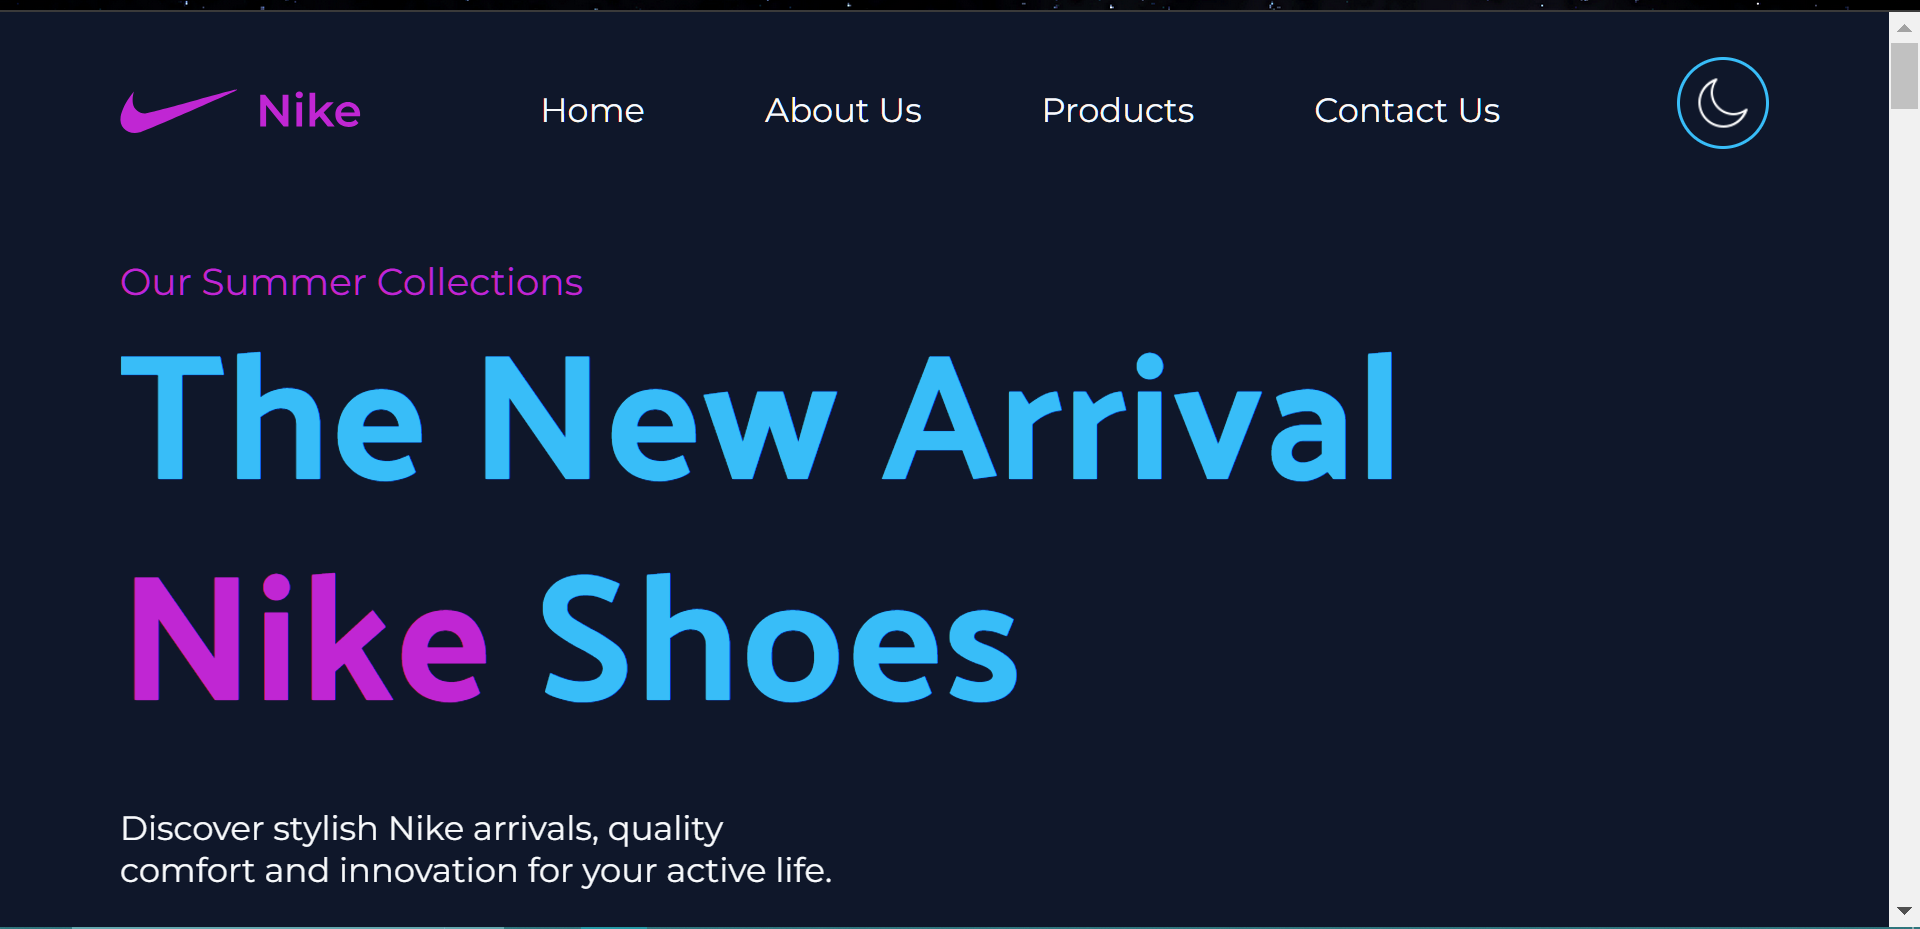 Nike Home About Us Products Contact Us
Our Summer Collections
The New Arrival
Nike Shoes
Discover stylish Nike arrivals, quality
comfort and innovation for your active life.